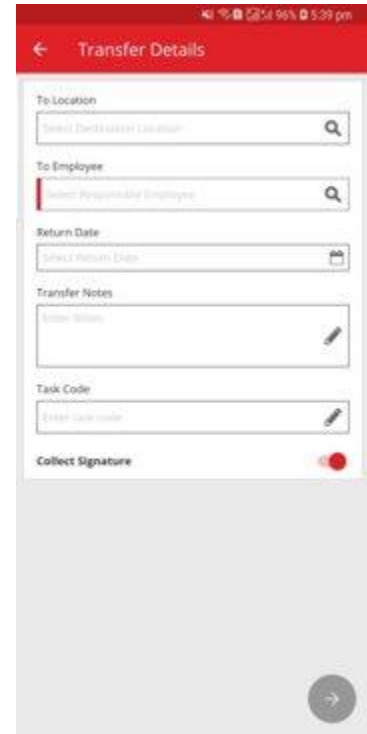 96% 5:39 pm
Transfer Details
To Location
Select Destination Location
To Employee
Select Responsible Employee
Return Date
Select Return Date
Transfer Notes
Enter Notes
Task Code
Enter task code
Collect Signature